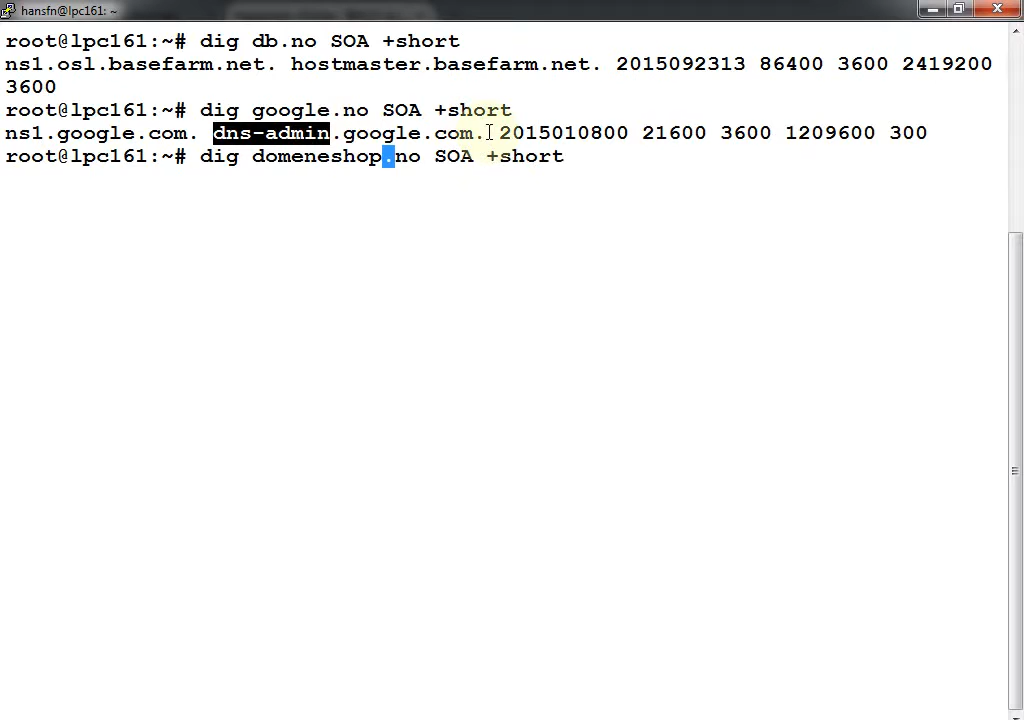 hansfn@lpc161: ~
root@lpc161:~# dig db.no SOA +short
ns1.osl.basefarm.net. hostmaster.basefarm.net. 2015092313 86400 3600 2419200
3600
root@lpc161:~# dig google.no SOA +short
ns1.google.com. dns-admin.google.com. 2015010800 21600 3600 1209600 300
root@lpc161:~# dig domeneshop.no SOA +short